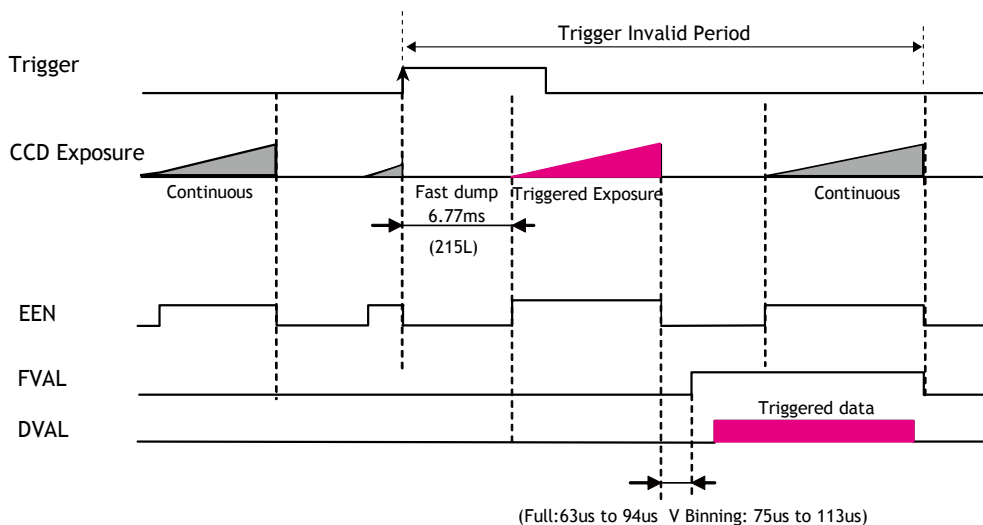 Trigger Invalid Period
Trigger
CCD Exposure
Continuous
Fast dump
6.77ms
(215L)
Triggered Exposure
Continuous
EEN
FVAL
Triggered data
DVAL
(Full:63us to 94us V Binning: 75us to 113us)